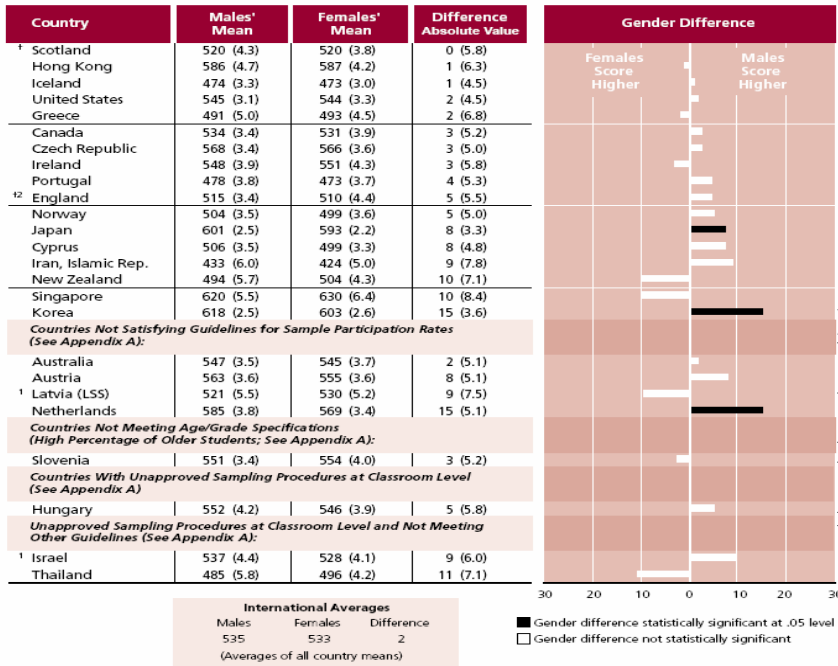 Country Males' Mean Females' Mean Difference Absolute Value Gender Difference
Females Score Higher Males Score Higher
† Scotland 520 (4.3) 520 (3.8) 0 (5.8)
Hong Kong 586 (4.7) 587 (4.2) 1 (6.3)
Iceland 474 (3.3) 473 (3.0) 1 (4.5)
United States 545 (3.1) 544 (3.3) 2 (4.5)
Greece 491 (5.0) 493 (4.5) 2 (6.8)
Canada 534 (3.4) 531 (3.9) 3 (5.2)
Czech Republic 568 (3.4) 566 (3.6) 3 (5.0)
Ireland 548 (3.9) 551 (4.3) 3 (5.8)
Portugal 478 (3.8) 473 (3.7) 4 (5.3)
†2 England 515 (3.4) 510 (4.4) 5 (5.5)
Norway 504 (3.5) 499 (3.6) 5 (5.0)
Japan 601 (2.5) 593 (2.2) 8 (3.3)
Cyprus 506 (3.5) 499 (3.3) 8 (4.8)
Iran, Islamic Rep. 433 (6.0) 424 (5.0) 9 (7.8)
New Zealand 494 (5.7) 504 (4.3) 10 (7.1)
Singapore 620 (5.5) 630 (6.4) 10 (8.4)
Korea 618 (2.5) 603 (2.6) 15 (3.6)
Countries Not Satisfying Guidelines for Sample Participation Rates
(See Appendix A):
Australia 547 (3.5) 545 (3.7) 2 (5.1)
Austria 563 (3.6) 555 (3.6) 8 (5.1)
1 Latvia (LSS) 521 (5.5) 530 (5.2) 9 (7.5)
Netherlands 585 (3.8) 569 (3.4) 15 (5.1)
Countries Not Meeting Age/Grade Specifications
(High Percentage of Older Students; See Appendix A):
Slovenia 551 (3.4) 554 (4.0) 3 (5.2)
Countries With Unapproved Sampling Procedures at Classroom Level
(See Appendix A)
Hungary 552 (4.2) 546 (3.9) 5 (5.8)
Unapproved Sampling Procedures at Classroom Level and Not Meeting
Other Guidelines (See Appendix A):
1 Israel 537 (4.4) 528 (4.1) 9 (6.0)
Thailand 485 (5.8) 496 (4.2) 11 (7.1)
30 20 10 0 10 20 30
International Averages
Males Females Difference
535 533 2
(Averages of all country means)
Gender difference statistically significant at .05 level
Gender difference not statistically significant